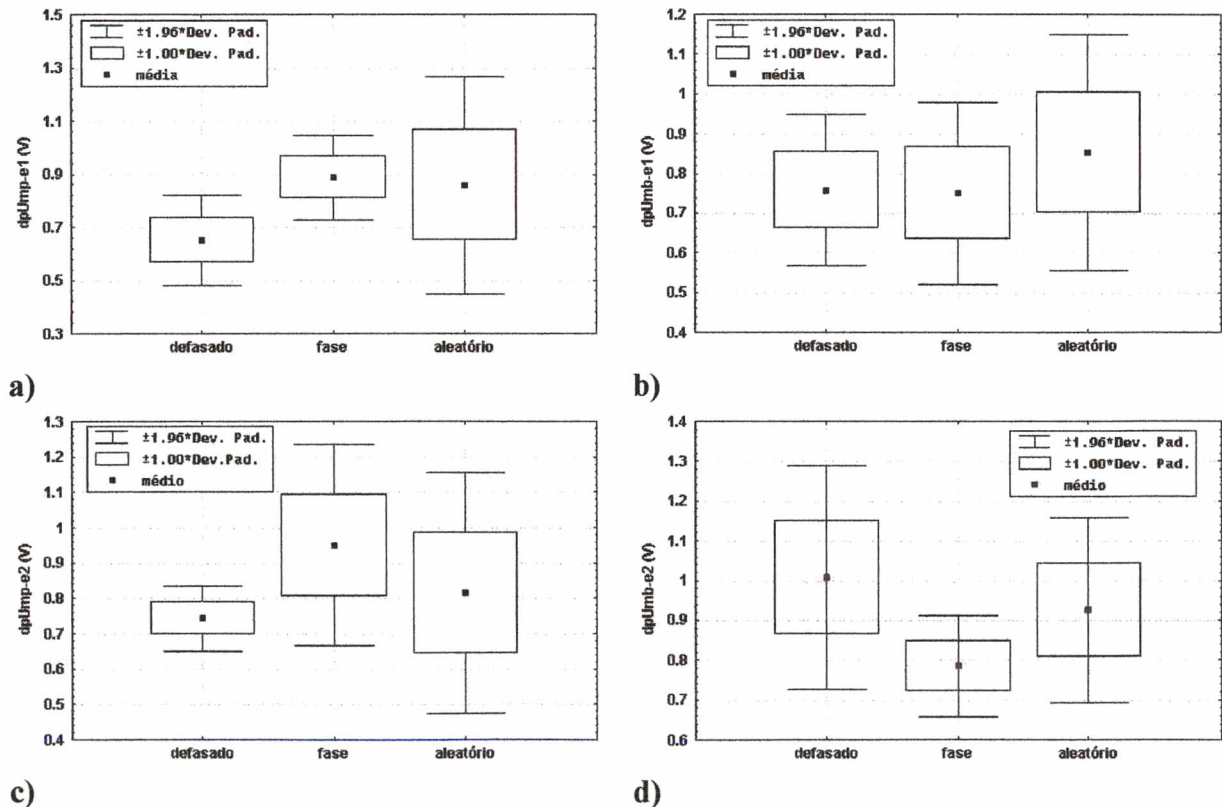 1.5
1.3
1.1
0.9
0.7
0.5
0.3
dpUmp-e1 (V)
±1.96*Dev. Pad.
±1.00*Dev. Pad.
média
defasado
fase
aleatório
a)
1.2
1.1
1
0.9
0.8
0.7
0.6
0.5
0.4
dpUmb-e1 (V)
±1.96*Dev. Pad.
±1.00*Dev. Pad.
média
defasado
fase
aleatório
b)
1.3
1.2
1.1
1
0.9
0.8
0.7
0.6
0.5
0.4
dpUmp-e2 (V)
±1.96*Dev. Pad.
±1.00*Dev.Pad.
médio
defasado
fase
aleatório
c)
1.4
1.3
1.2
1.1
1
0.9
0.8
0.7
0.6
dpUmb-e2 (V)
±1.96*Dev. Pad.
±1.00*Dev. Pad.
médio
defasado
fase
aleatório
d)